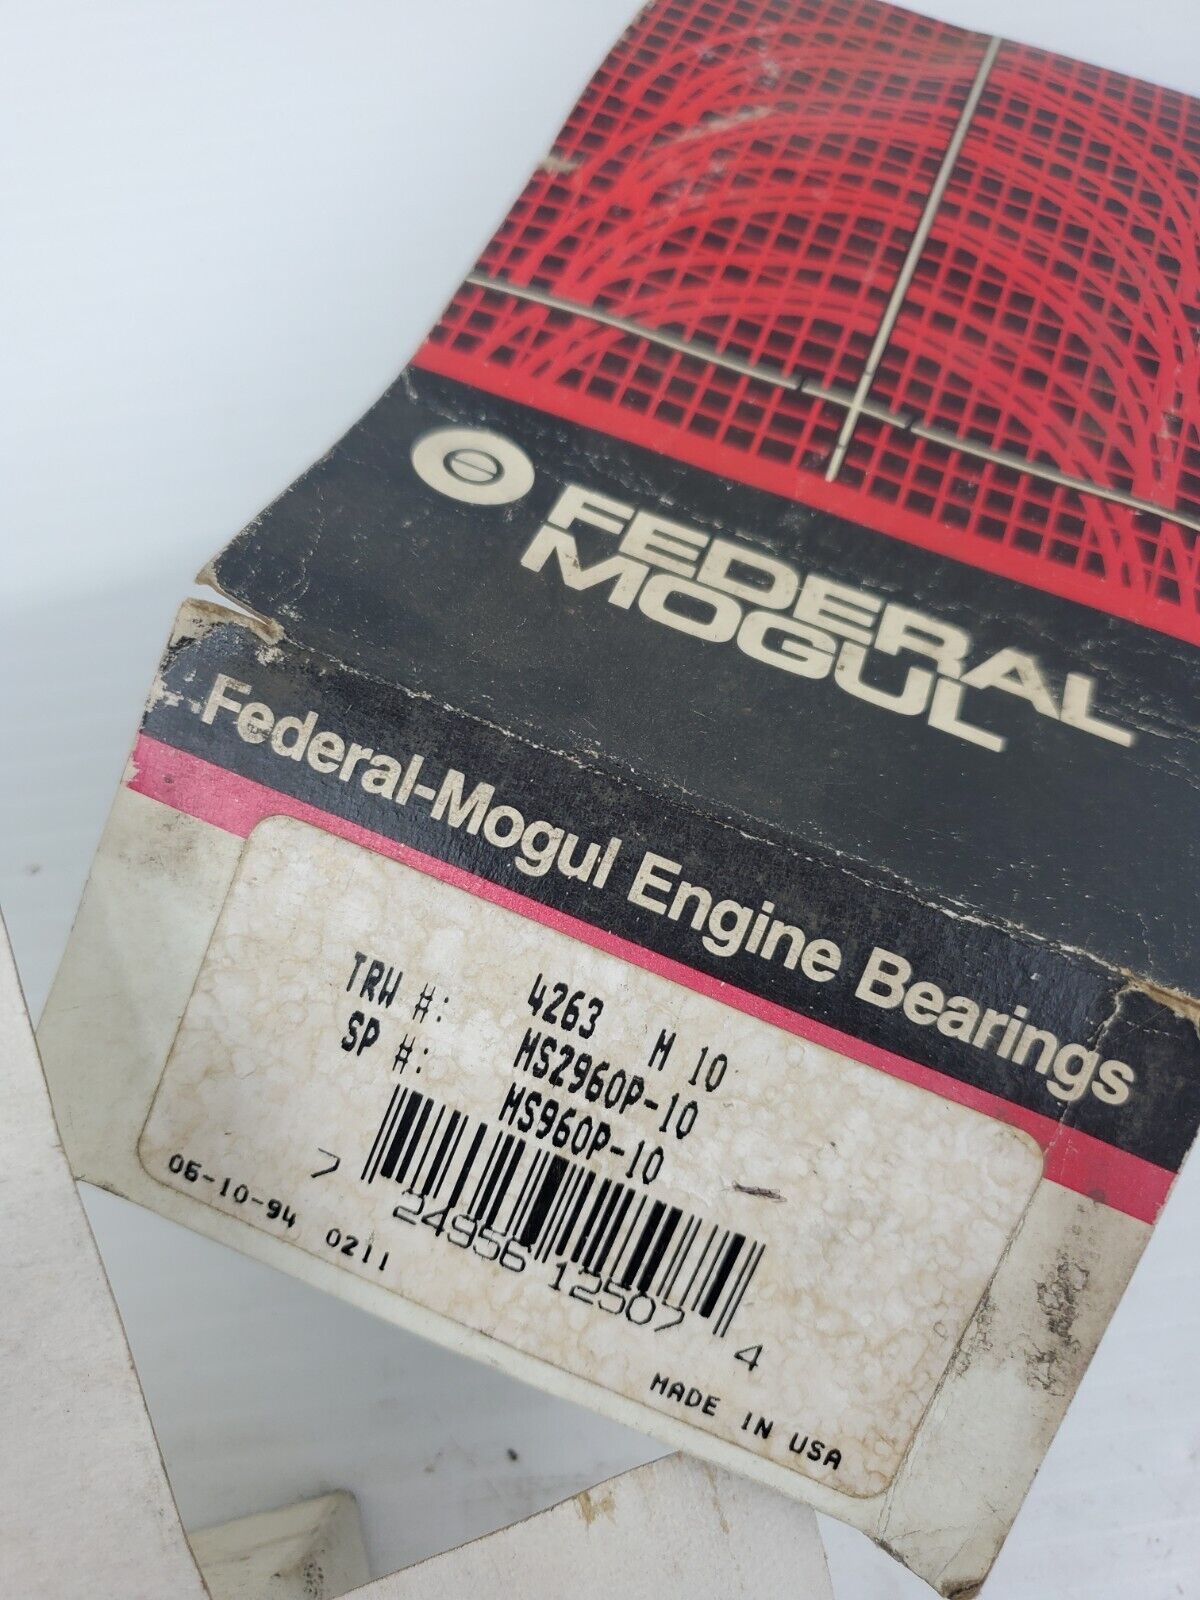 FEDERAL
MOGUL
Federal-Mogul Engine Bearings
4263 M 10
TRW #: MS2960P-10
SP #: MS960P-10
7 24956 12507 4
05-10-94 0211
MADE IN USA